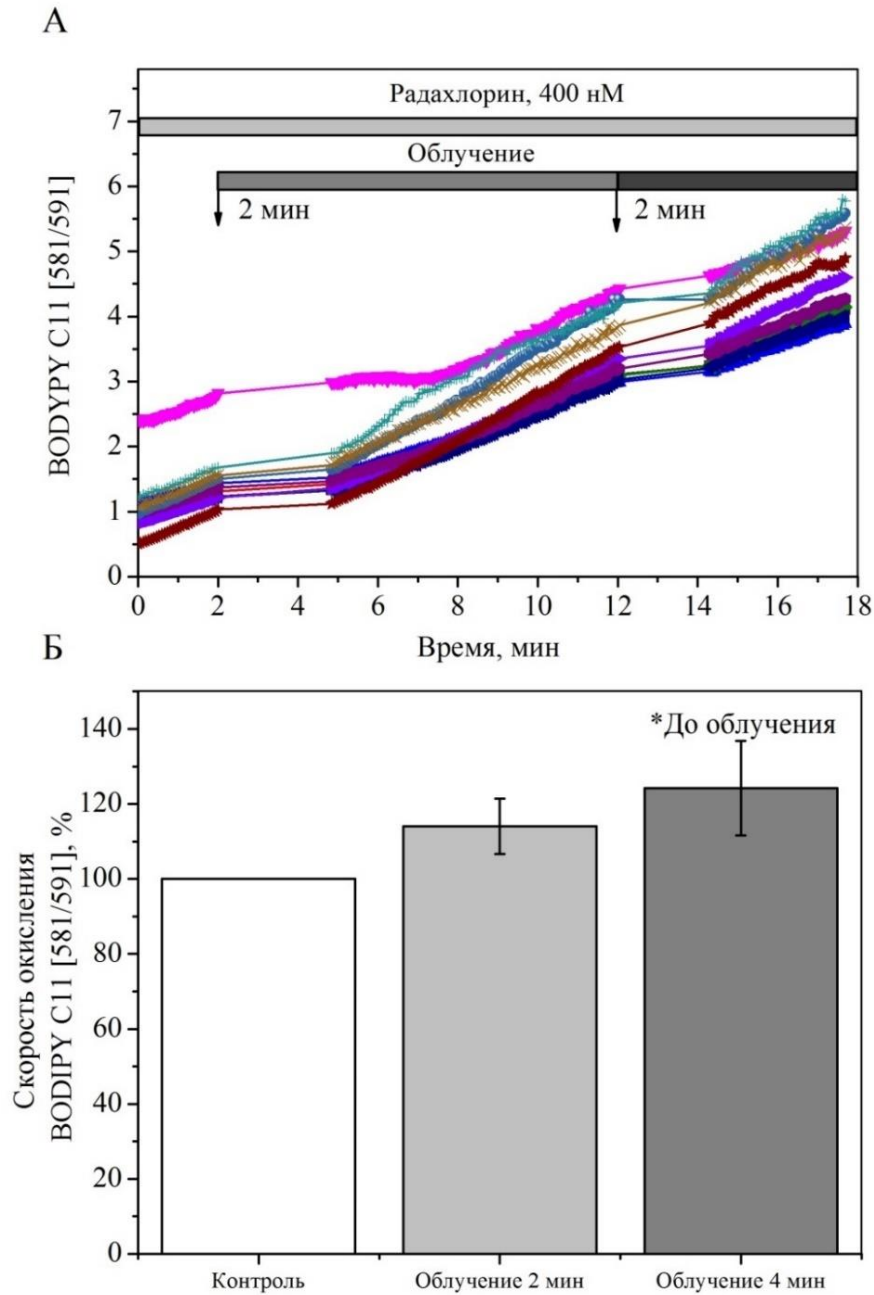 А
Радахлорин, 400 нМ
Облучение
2 мин
2 мин
BODYPY C11 [581/591]
7
6
5
4
3
2
1
0
0 2 4 6 8 10 12 14 16 18
Время, мин
Б
*До облучения
Скорость окисления
BODIPY C11 [581/591], %
140
120
100
80
60
40
20
0
Контроль
Облучение 2 мин
Облучение 4 мин